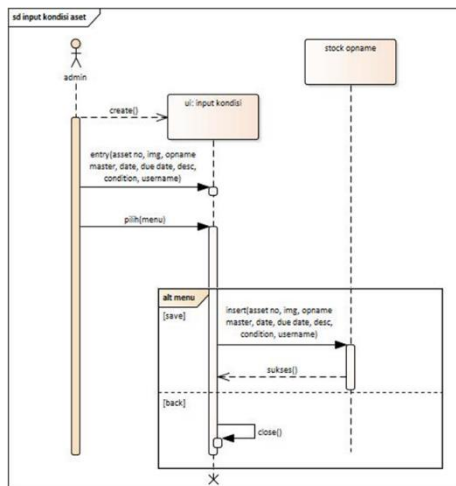 sd input kondisi aset
stock opname
admin
create()
ui: input kondisi
entry(asset no, img, opname
master, date, due date, desc,
condition, username)
pilih(menu)
alt menu
[save]
insert(asset no, img, opname
master, date, due date, desc,
condition, username)
sukses()
[back]
close()